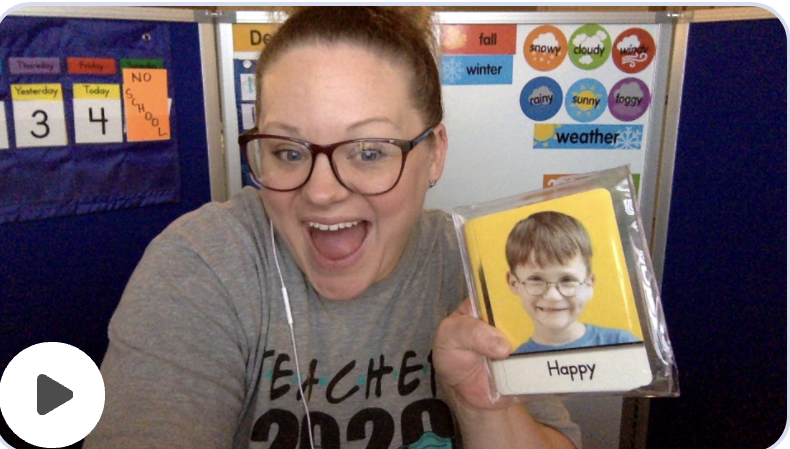 Thursday Friday
Yesterday Today
3 4
NO
SCHOOL
De
fall
winter
snowy cloudy windy
rainy sunny foggy
weather
TEACHER
2020
Happy